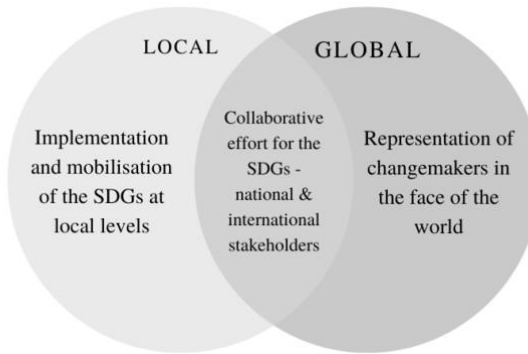 LOCAL
GLOBAL
Implementation
and mobilisation
of the SDGs at
local levels
Collaborative
effort for the
SDGs -
national &
international
stakeholders
Representation of
changemakers in
the face of the
world